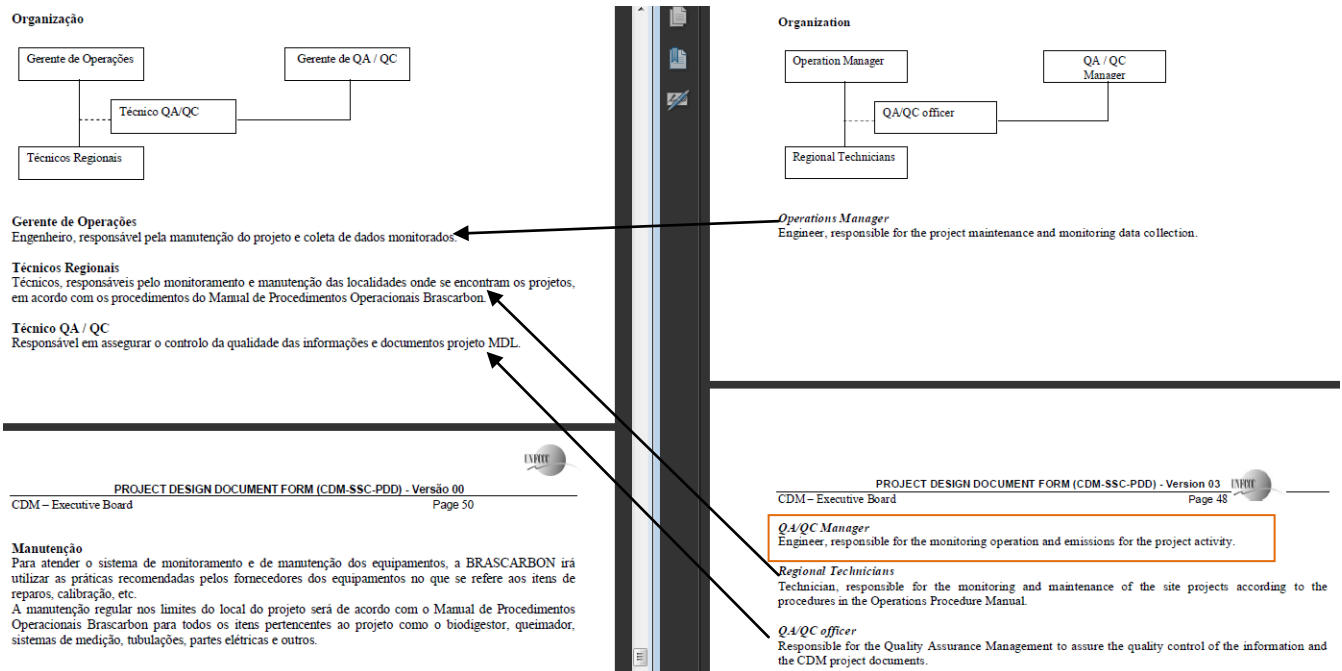 Organização
Gerente de Operações
Gerente de QA / QC
Técnico QA/QC
Técnicos Regionais
Gerente de Operações
Engenheiro, responsável pela manutenção do projeto e coleta de dados monitorados.
Técnicos Regionais
Técnicos, responsáveis pelo monitoramento e manutenção das localidades onde se encontram os projetos,
em acordo com os procedimentos do Manual de Procedimentos Operacionais Brascarbon.
Técnico QA / QC
Responsável em assegurar o controlo da qualidade das informações e documentos projeto MDL.
UNFCCC
PROJECT DESIGN DOCUMENT FORM (CDM-SSC-PDD) - Versão 00
CDM – Executive Board Page 50
Manutenção
Para atender o sistema de monitoramento e de manutenção dos equipamentos, a BRASCARBON irá
utilizar as práticas recomendadas pelos fornecedores dos equipamentos no que se refere aos itens de
reparos, calibração, etc.
A manutenção regular nos limites do local do projeto será de acordo com o Manual de Procedimentos
Operacionais Brascarbon para todos os itens pertencentes ao projeto como o biodigestor, queimador,
sistemas de medição, tubulações, partes elétricas e outros.
Organization
Operation Manager
QA / QC
Manager
QA/QC officer
Regional Technicians
Operations Manager
Engineer, responsible for the project maintenance and monitoring data collection.
PROJECT DESIGN DOCUMENT FORM (CDM-SSC-PDD) - Version 03
UNFCCC
CDM – Executive Board Page 48
QA/QC Manager
Engineer, responsible for the monitoring operation and emissions for the project activity.
Regional Technicians
Technician, responsible for the monitoring and maintenance of the site projects according to the
procedures in the Operations Procedure Manual.
QA/QC officer
Responsible for the Quality Assurance Management to assure the quality control of the information and
the CDM project documents.